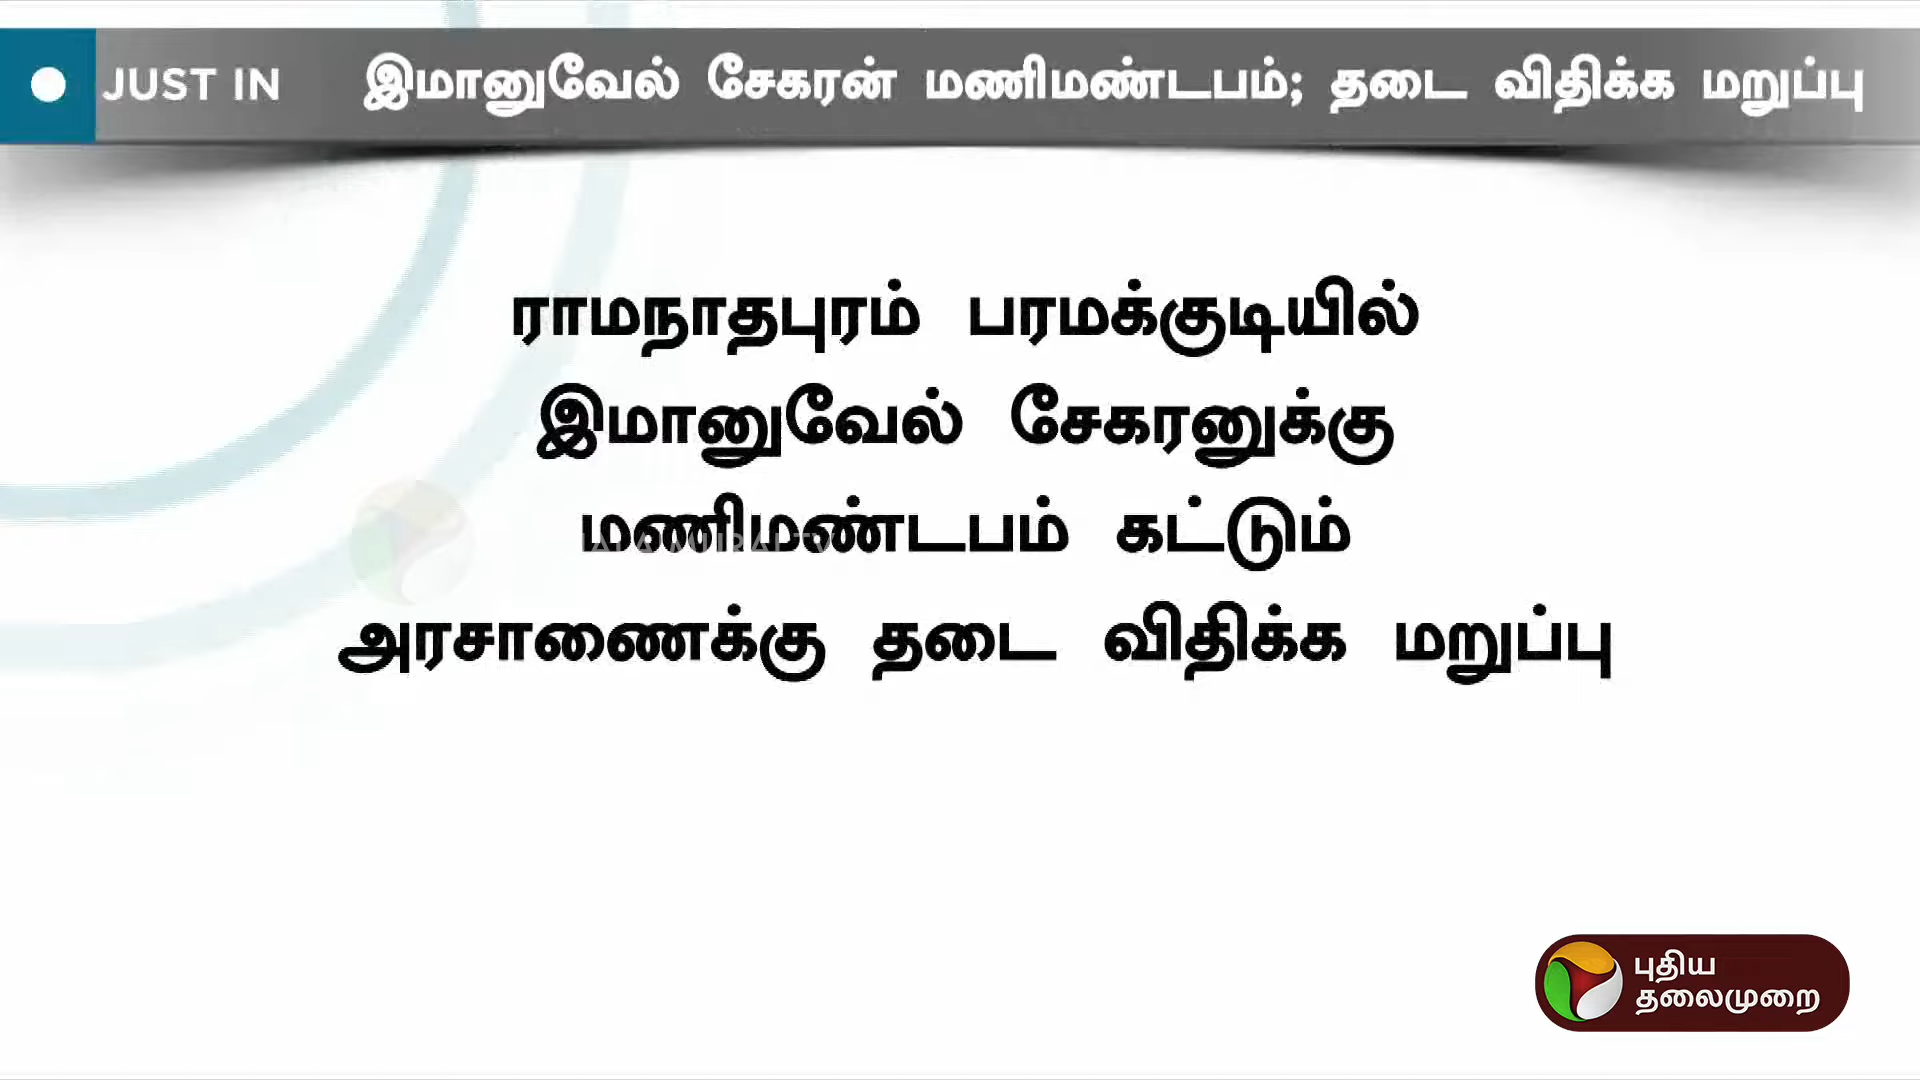 JUST IN இமானுவேல் சேகரன் மணிமண்டபம்; தடை விதிக்க மறுப்பு
ராமநாதபுரம் பரமக்குடியில்
இமானுவேல் சேகரனுக்கு
மணிமண்டபம் கட்டும்
அரசாணைக்கு தடை விதிக்க மறுப்பு
புதிய
தலைமுறை